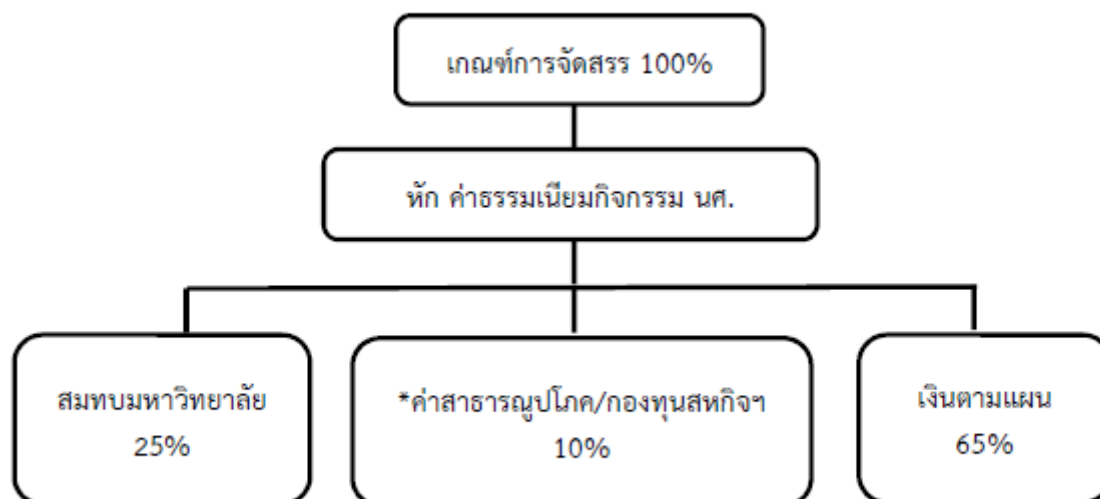 เกณฑ์การจัดสรร 100%
หัก ค่าธรรมเนียมกิจกรรม นศ.
สมทบมหาวิทยาลัย
25%
*ค่าสาธารณูปโภค/กองทุนสหกิจฯ
10%
เงินตามแผน
65%